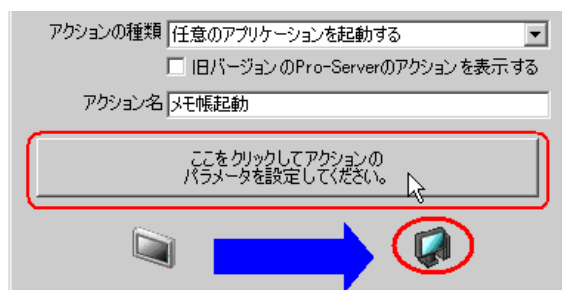 アクションの種類 任意のアプリケーションを起動する
旧バージョンのPro-Serverのアクションを表示する
アクション名 メモ帳起動
ここをクリックしてアクションの
パラメータを設定してください。